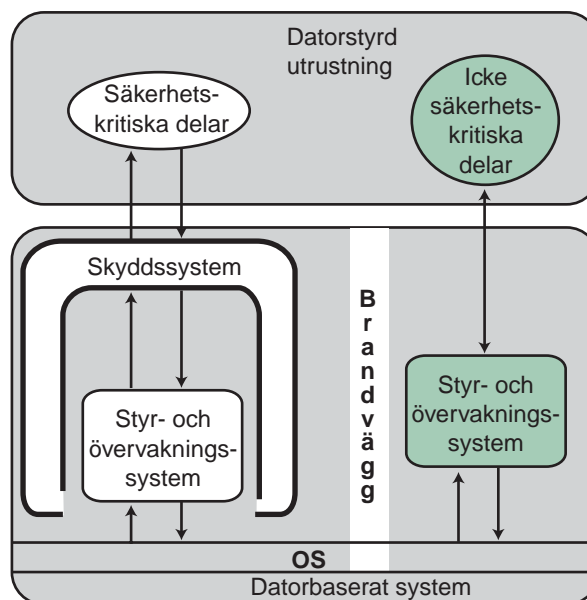 Datorstyrd
utrustning
Säkerhets-
kritiska delar
Icke
säkerhets-
kritiska
delar
Skyddssystem
Brandvägg
Styr- och
övervaknings-
system
Styr- och
övervaknings-
system
OS
Datorbaserat system